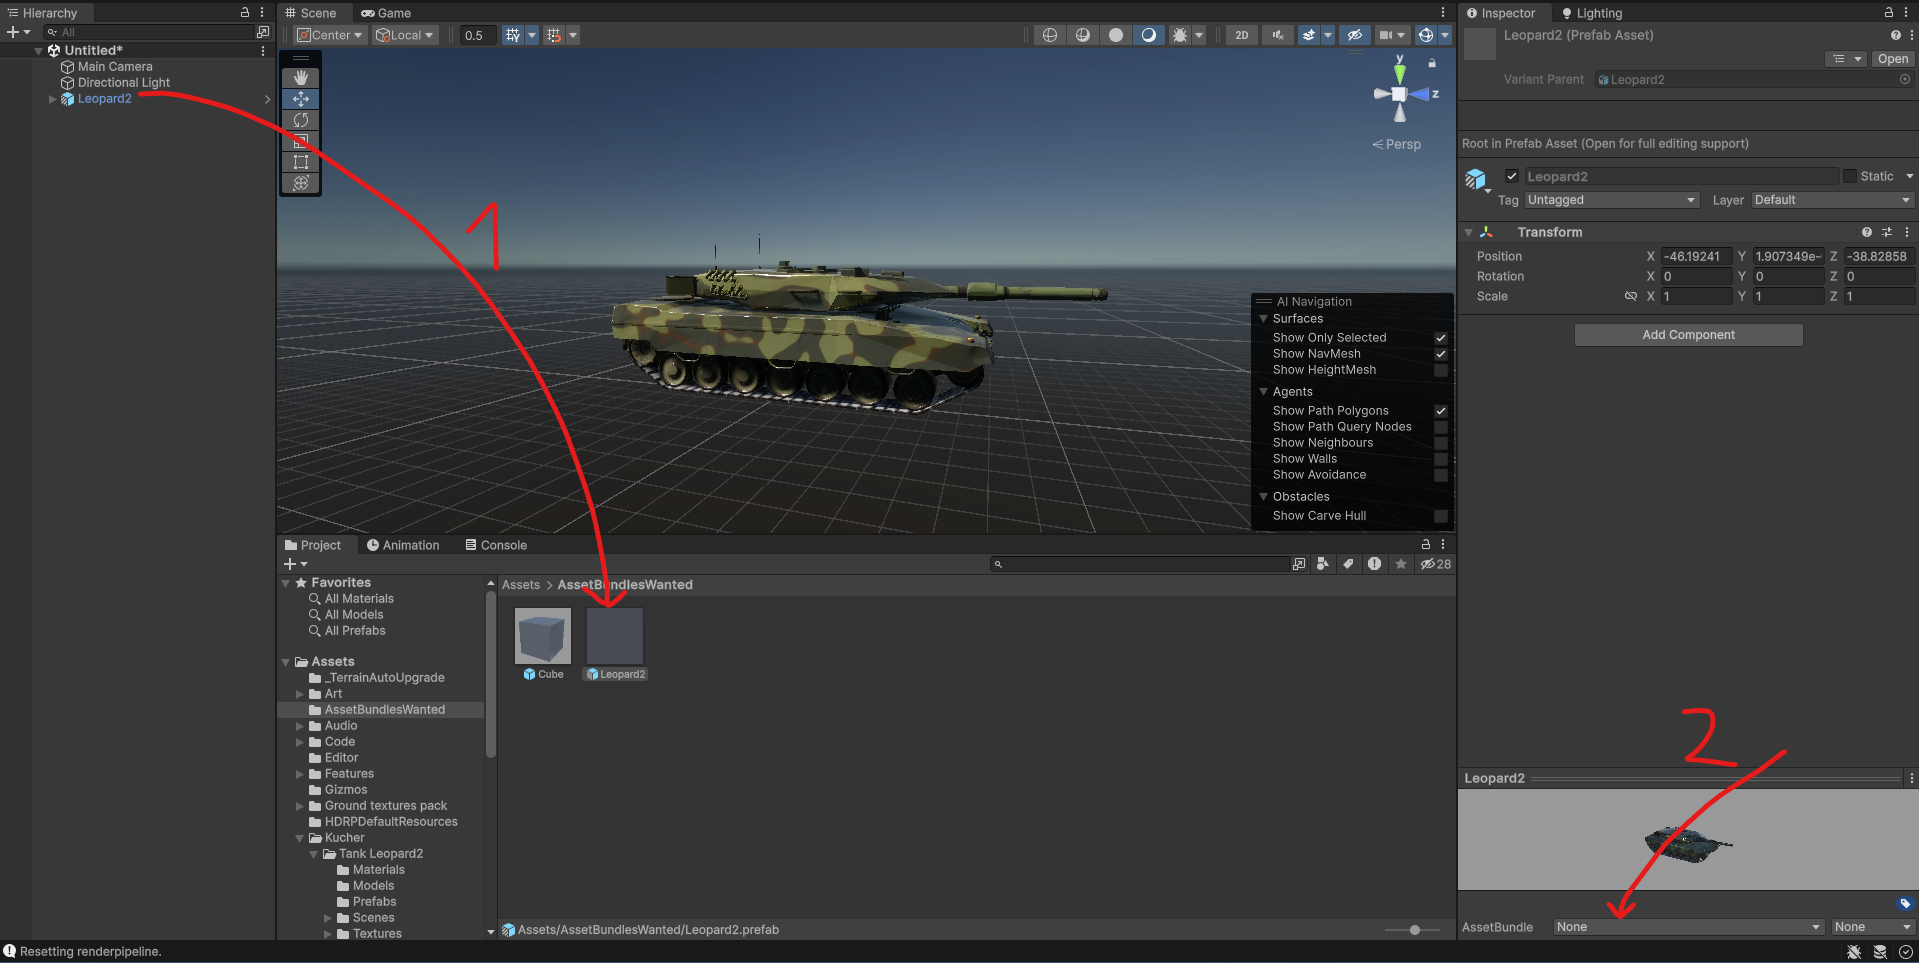 Hierarchy
All
Untitled*
Main Camera
Directional Light
Leopard2
Scene
Game
Center
Local
0.5
2D
1
y
z
Persp
AI Navigation
Surfaces
Show Only Selected
Show NavMesh
Show HeightMesh
Agents
Show Path Polygons
Show Path Query Nodes
Show Neighbours
Show Walls
Show Avoidance
Obstacles
Show Carve Hull
Project
Animation
Console
28
Favorites
All Materials
All Models
All Prefabs
Assets
_TerrainAutoUpgrade
Art
AssetBundlesWanted
Audio
Code
Editor
Features
Gizmos
Ground textures pack
HDRPDefaultResources
Kucher
Tank Leopard2
Materials
Models
Prefabs
Scenes
Textures
Assets > AssetBundlesWanted
Cube
Leopard2
Assets/AssetBundlesWanted/Leopard2.prefab
Inspector
Lighting
Leopard2 (Prefab Asset)
Open
Variant Parent
Leopard2
Root in Prefab Asset (Open for full editing support)
Leopard2
Static
Tag Untagged
Layer Default
Transform
Position X -46.19241 Y 1.907349e- Z -38.82858
Rotation X 0 Y 0 Z 0
Scale X 1 Y 1 Z 1
Add Component
2
Leopard2
AssetBundle None None
Resetting renderpipeline.